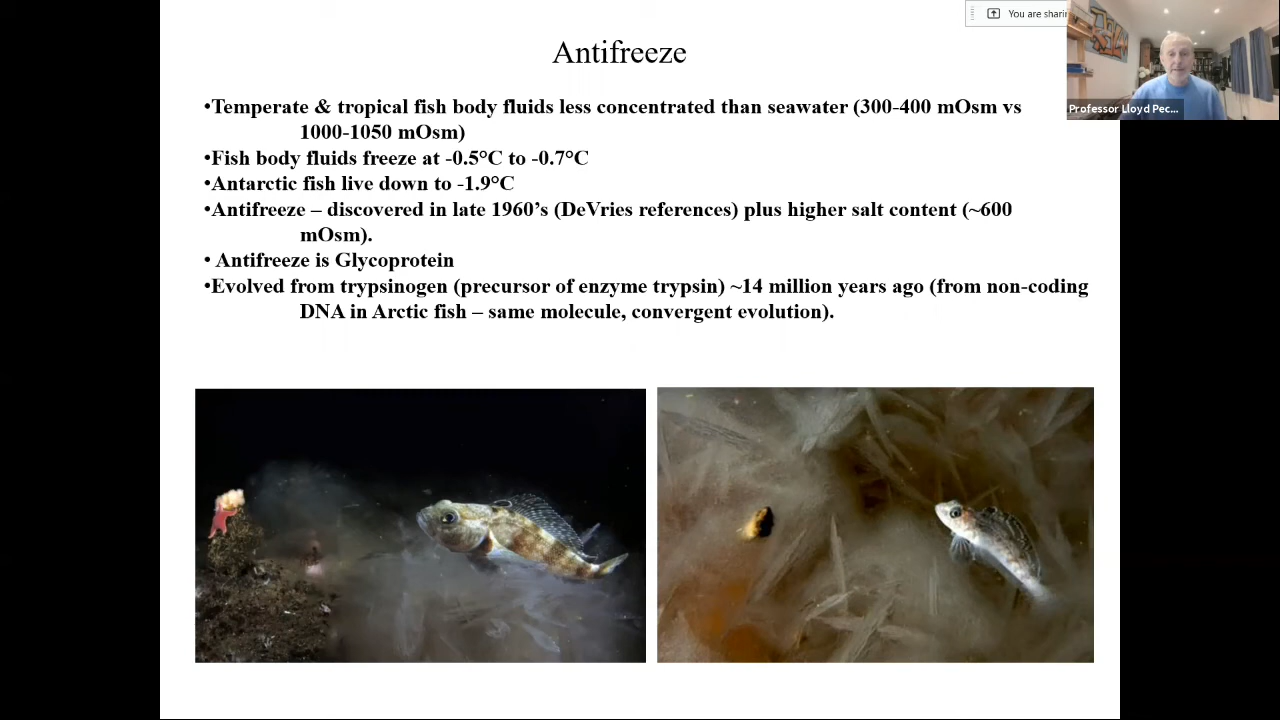 You are sharin
Professor Lloyd Pec...
Antifreeze
•Temperate & tropical fish body fluids less concentrated than seawater (300-400 mOsm vs
1000-1050 mOsm)
•Fish body fluids freeze at -0.5°C to -0.7°C
•Antarctic fish live down to -1.9°C
•Antifreeze – discovered in late 1960’s (DeVries references) plus higher salt content (~600
mOsm).
• Antifreeze is Glycoprotein
•Evolved from trypsinogen (precursor of enzyme trypsin) ~14 million years ago (from non-coding
DNA in Arctic fish – same molecule, convergent evolution).